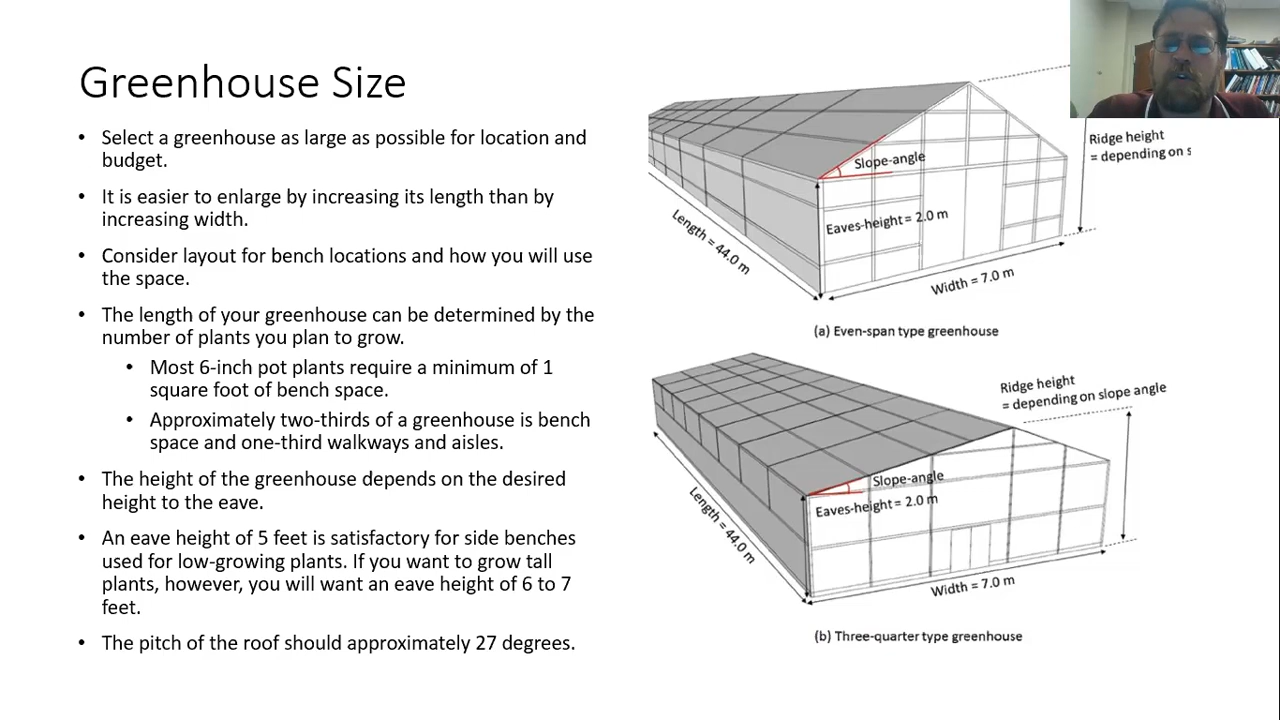 Greenhouse Size
• Select a greenhouse as large as possible for location and
budget.
• It is easier to enlarge by increasing its length than by
increasing width.
• Consider layout for bench locations and how you will use
the space.
• The length of your greenhouse can be determined by the
number of plants you plan to grow.
• Most 6-inch pot plants require a minimum of 1
square foot of bench space.
• Approximately two-thirds of a greenhouse is bench
space and one-third walkways and aisles.
• The height of the greenhouse depends on the desired
height to the eave.
• An eave height of 5 feet is satisfactory for side benches
used for low-growing plants. If you want to grow tall
plants, however, you will want an eave height of 6 to 7
feet.
• The pitch of the roof should approximately 27 degrees.
Ridge height
= depending on s
Slope-angle
Eaves-height = 2.0 m
Length = 44.0 m
Width = 7.0 m
(a) Even-span type greenhouse
Ridge height
= depending on slope angle
Slope-angle
Eaves-height = 2.0 m
Length = 44.0 m
Width = 7.0 m
(b) Three-quarter type greenhouse